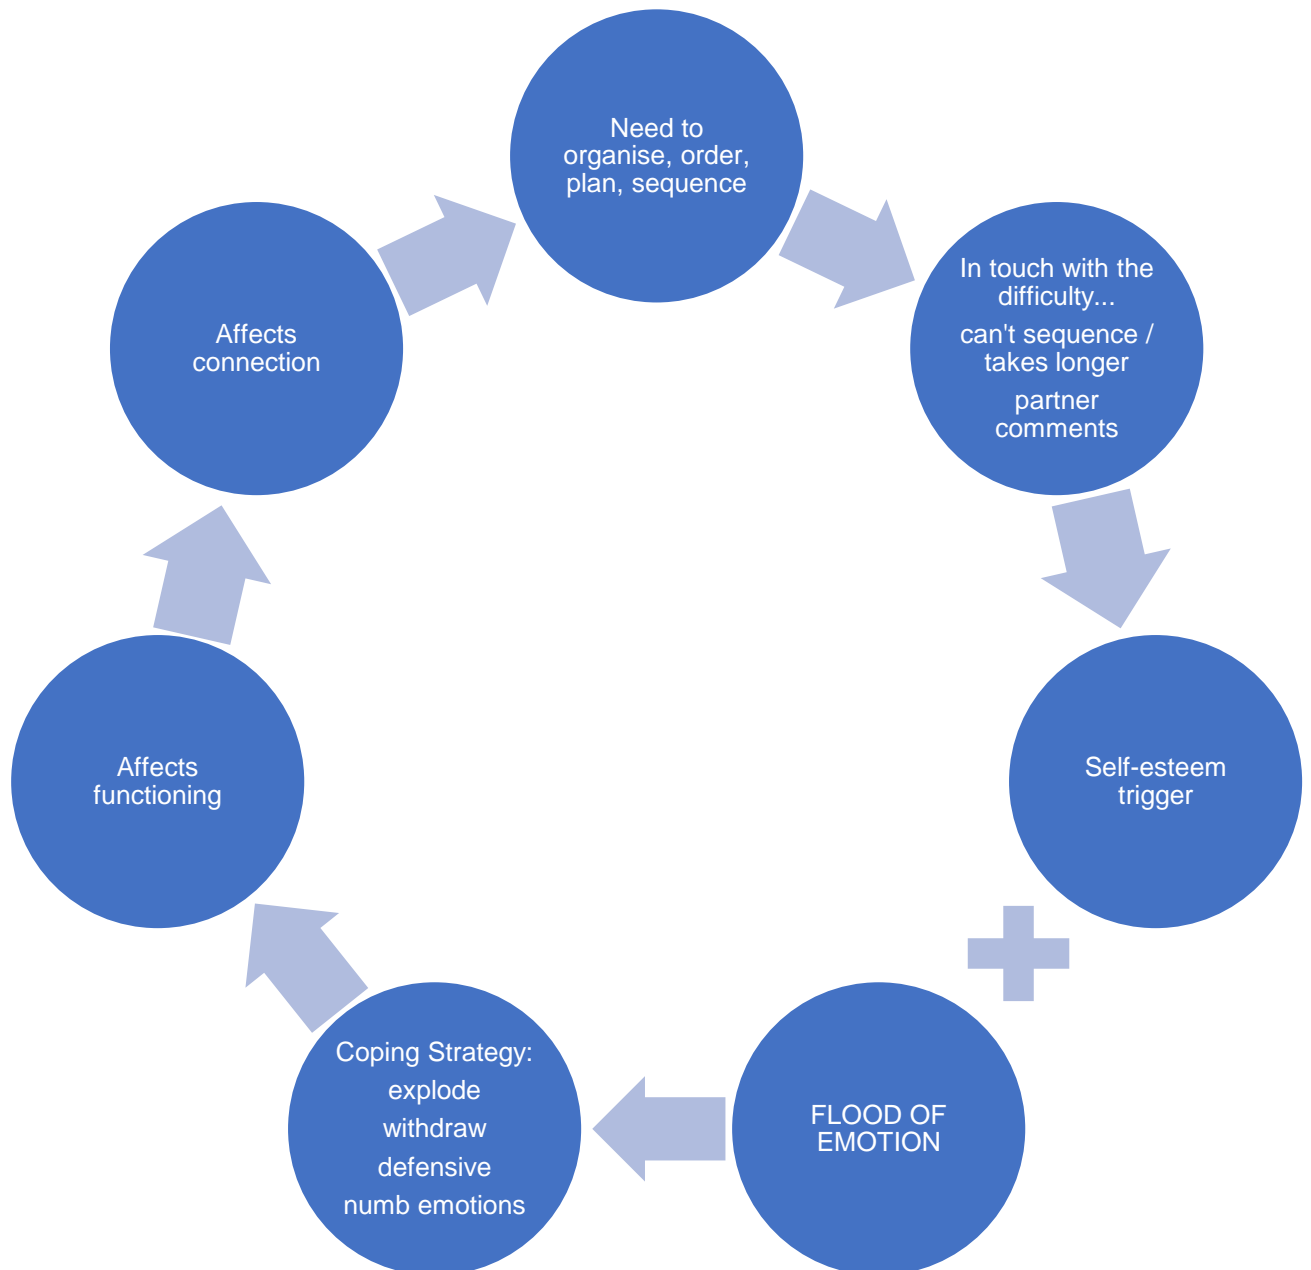 Need to
organise, order,
plan, sequence
In touch with the
difficulty...
can't sequence /
takes longer
partner
comments
Self-esteem
trigger
FLOOD OF
EMOTION
Coping Strategy:
explode
withdraw
defensive
numb emotions
Affects
functioning
Affects
connection